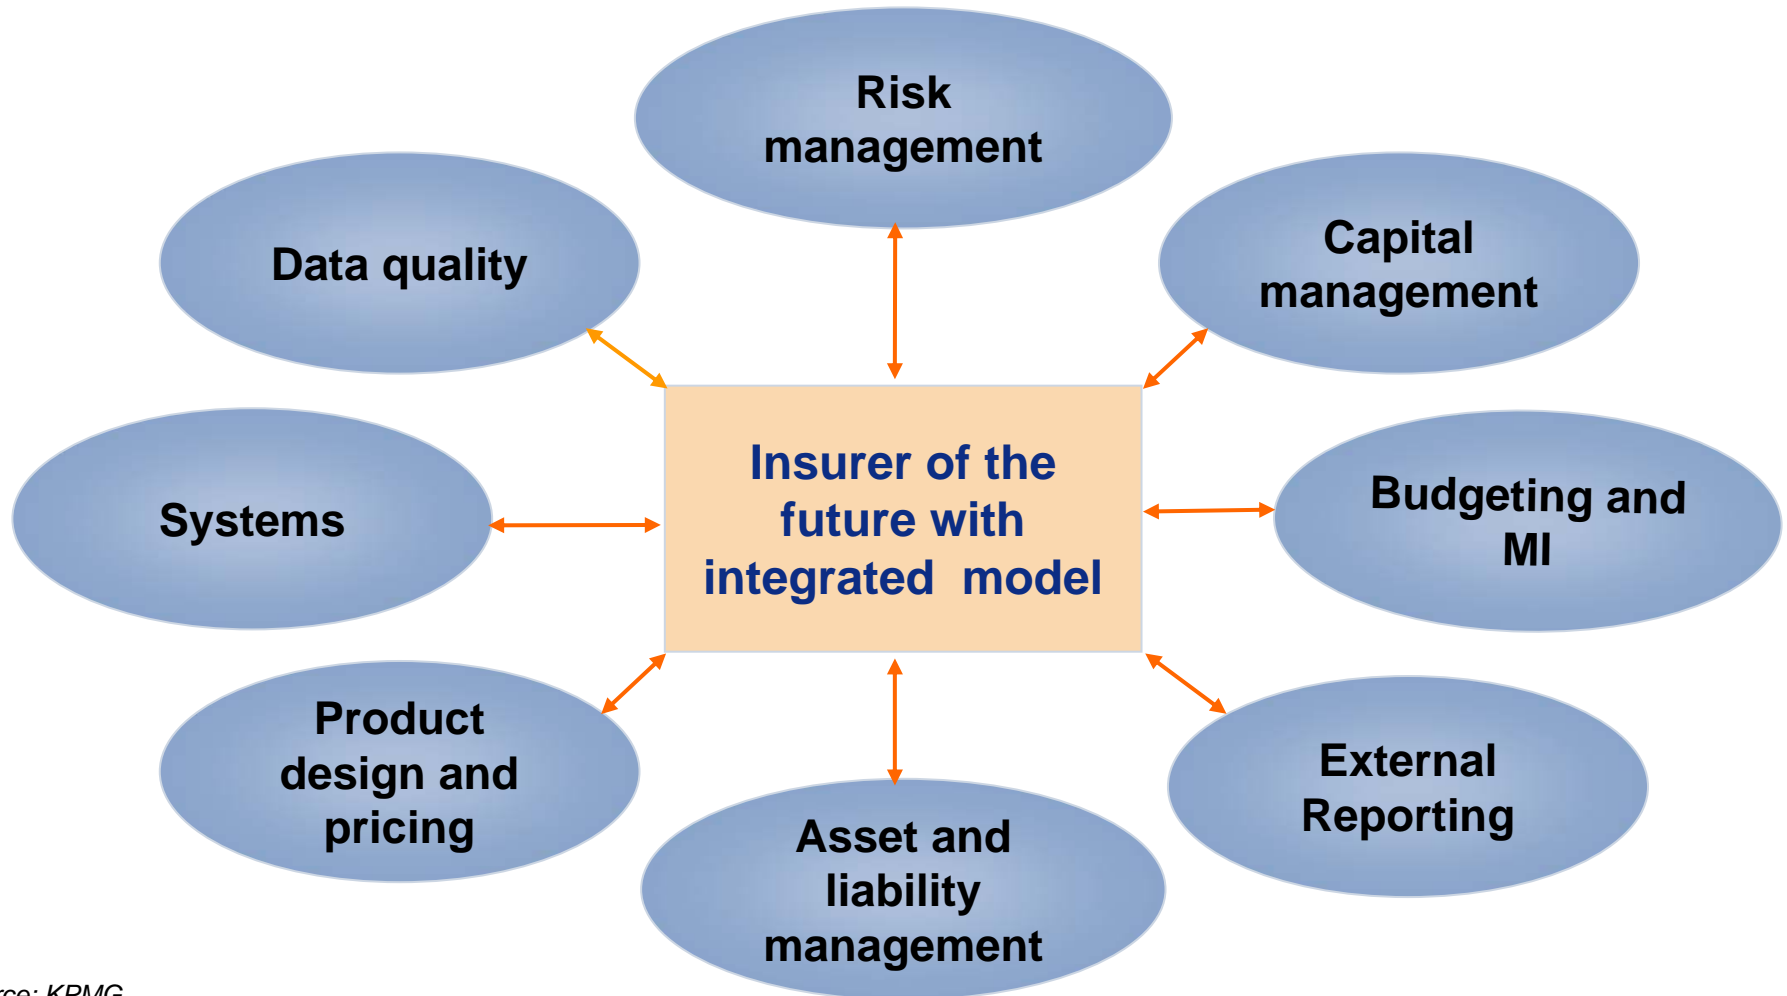 Risk
management
Data quality
Capital
management
Insurer of the
future with
integrated model
Systems
Budgeting and
MI
Product
design and
pricing
External
Reporting
Asset and
liability
management
KPMG